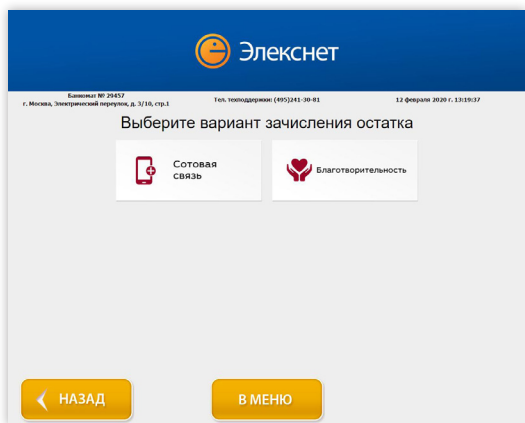 Элекснет
Банкомат № 29457
г. Москва, Электрический переулок, д. 3/10, стр.1
Тел. техподдержки: (495)241-30-81
12 февраля 2020 г. 13:19:37
Выберите вариант зачисления остатка
Сотовая
связь
Благотворительность
НАЗАД
В МЕНЮ